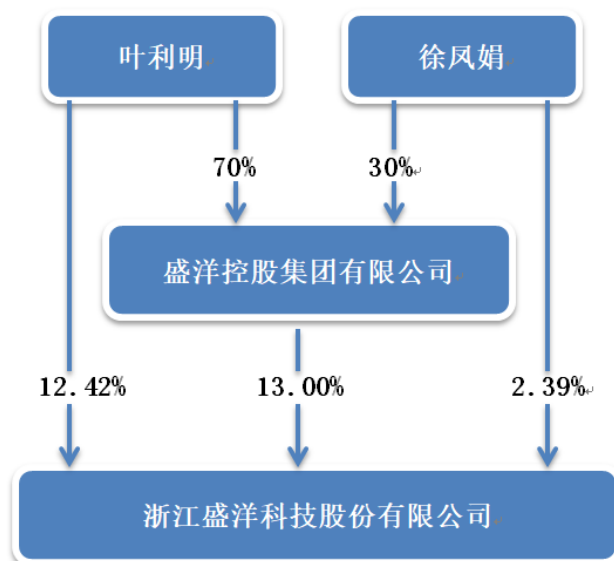 叶利明
徐凤娟
70%
30%
盛洋控股集团有限公司
12.42%
13.00%
2.39%
浙江盛洋科技股份有限公司